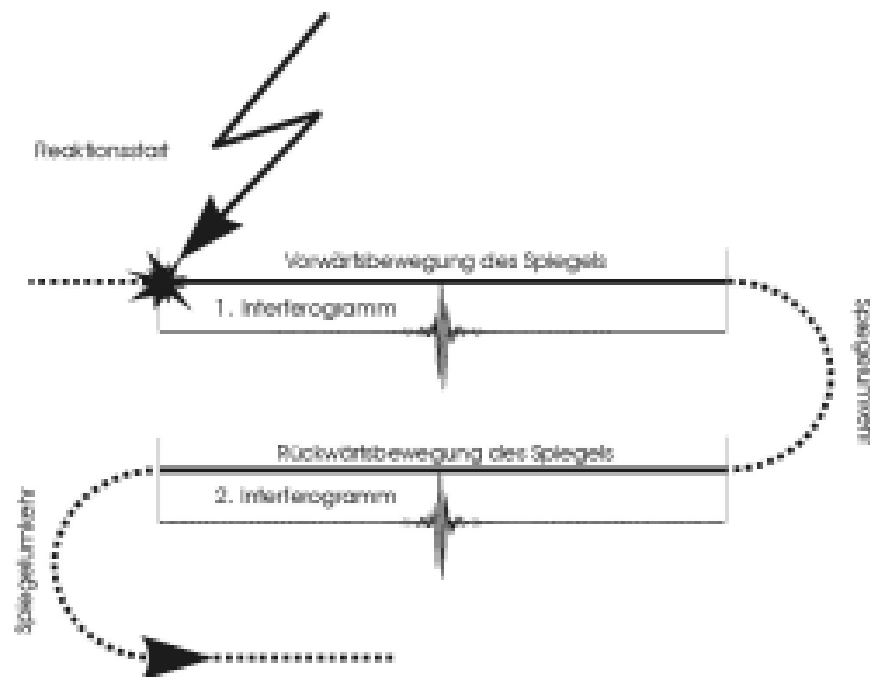 Reaktionsstart
Vorwärtsbewegung des Spiegels
1. Interferogramm
Spiegelumkehr
Rückwärtsbewegung des Spiegels
2. Interferogramm
Spiegelumkehr